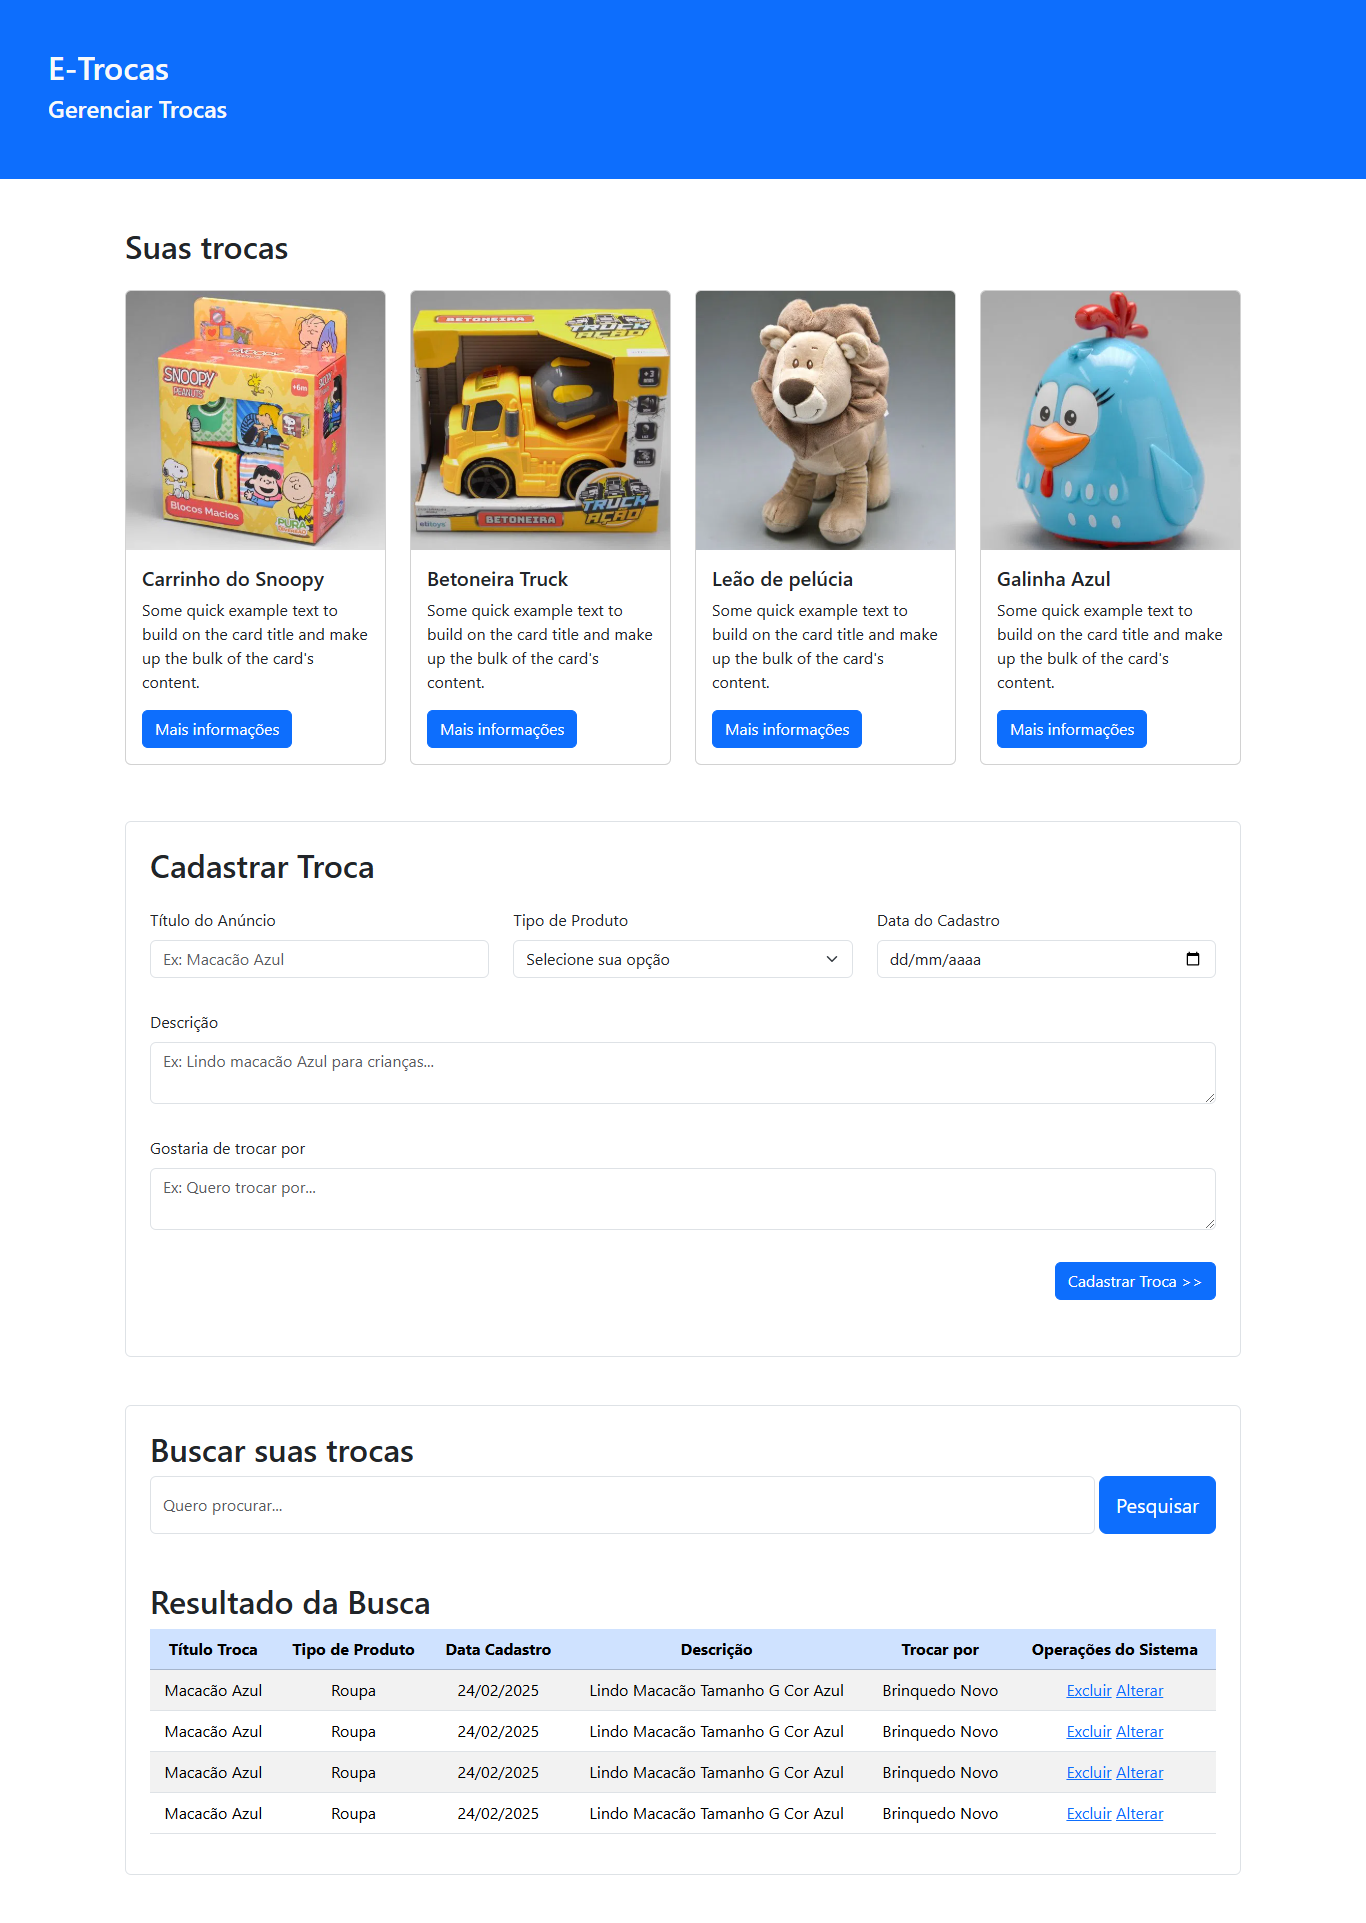 E-Trocas
Gerenciar Trocas
Suas trocas
SNOOPY
SNOOPY
PEANUTS
+6m
1
Blocos Macios
PURA
BETONEIRA
TRUCK
AÇÃO
+3
TRUCK
AÇÃO
elitoys
BETONEIRA
Carrinho do Snoopy
Some quick example text to
build on the card title and make
up the bulk of the card's
content.
Mais informações
Betoneira Truck
Some quick example text to
build on the card title and make
up the bulk of the card's
content.
Mais informações
Leão de pelúcia
Some quick example text to
build on the card title and make
up the bulk of the card's
content.
Mais informações
Galinha Azul
Some quick example text to
build on the card title and make
up the bulk of the card's
content.
Mais informações
Cadastrar Troca
Título do Anúncio Tipo de Produto Data do Cadastro
Ex: Macacão Azul Selecione sua opção dd/mm/aaaa
Descrição
Ex: Lindo macacão Azul para crianças...
Gostaria de trocar por
Ex: Quero trocar por...
Cadastrar Troca >>
Buscar suas trocas
Quero procurar... Pesquisar
Resultado da Busca
Título Troca Tipo de Produto Data Cadastro Descrição Trocar por Operações do Sistema
Macacão Azul Roupa 24/02/2025 Lindo Macacão Tamanho G Cor Azul Brinquedo Novo Excluir Alterar
Macacão Azul Roupa 24/02/2025 Lindo Macacão Tamanho G Cor Azul Brinquedo Novo Excluir Alterar
Macacão Azul Roupa 24/02/2025 Lindo Macacão Tamanho G Cor Azul Brinquedo Novo Excluir Alterar
Macacão Azul Roupa 24/02/2025 Lindo Macacão Tamanho G Cor Azul Brinquedo Novo Excluir Alterar